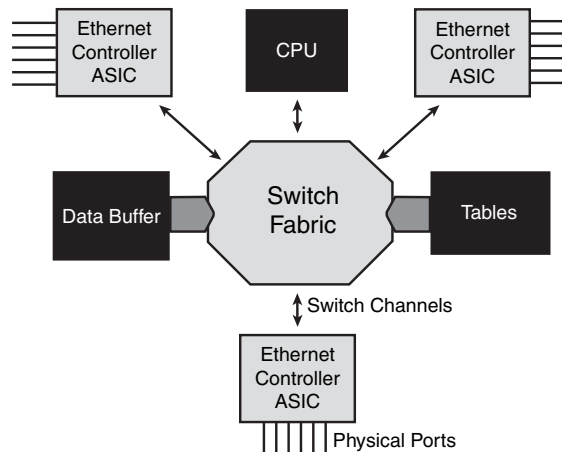 Ethernet
Controller
ASIC
CPU
Ethernet
Controller
ASIC
Data Buffer
Switch
Fabric
Tables
Switch Channels
Ethernet
Controller
ASIC
Physical Ports